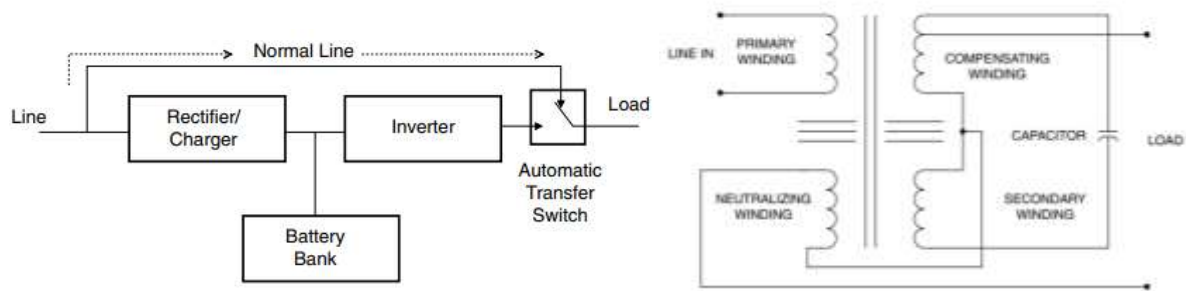 Normal Line
Line
Rectifier/
Charger
Inverter
Load
Automatic
Transfer
Switch
Battery
Bank
LINE IN
PRIMARY
WINDING
COMPENSATING
WINDING
CAPACITOR
LOAD
NEUTRALIZING
WINDING
SECONDARY
WINDING